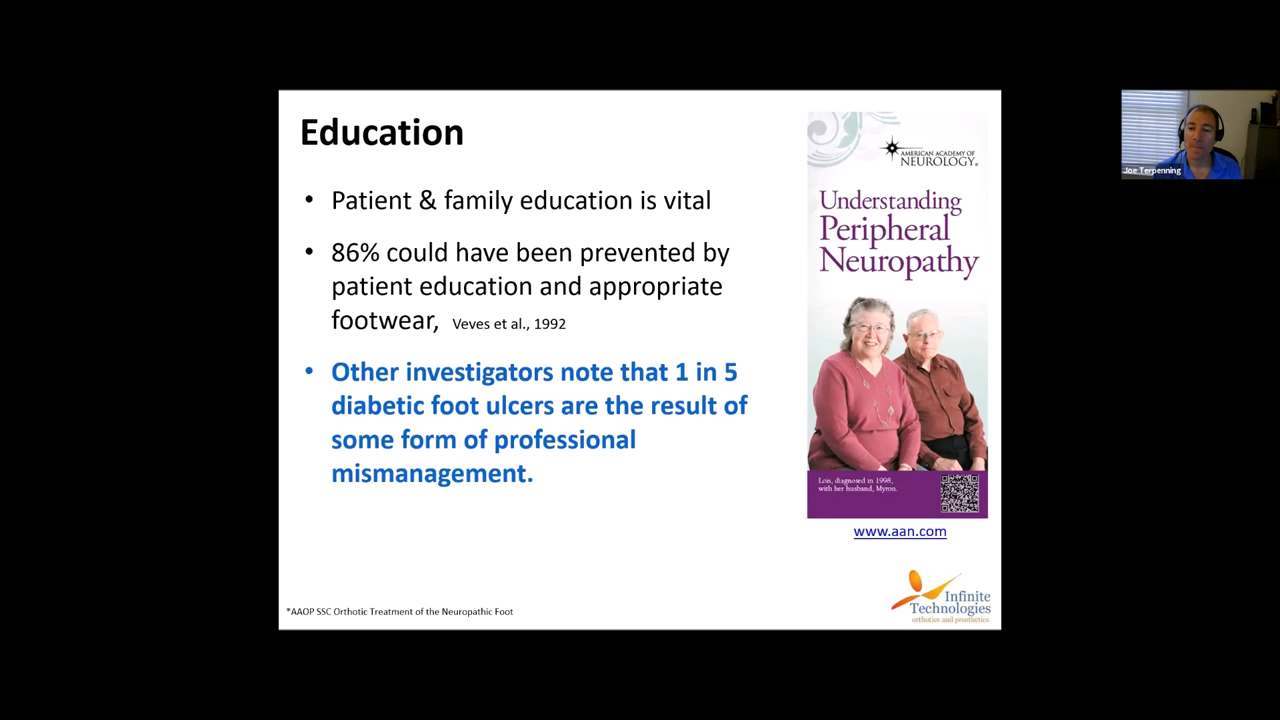 Education
• Patient & family education is vital
• 86% could have been prevented by
patient education and appropriate
footwear, Veves et al., 1992
• Other investigators note that 1 in 5
diabetic foot ulcers are the result of
some form of professional
mismanagement.
*AAOP SSC Orthotic Treatment of the Neuropathic Foot
AMERICAN ACADEMY OF
NEUROLOGY®
Understanding
Peripheral
Neuropathy
Lois, diagnosed in 1998,
with her husband, Myron.
www.aan.com
Infinite
Technologies
orthotics and prosthetics
Joe Terpenning